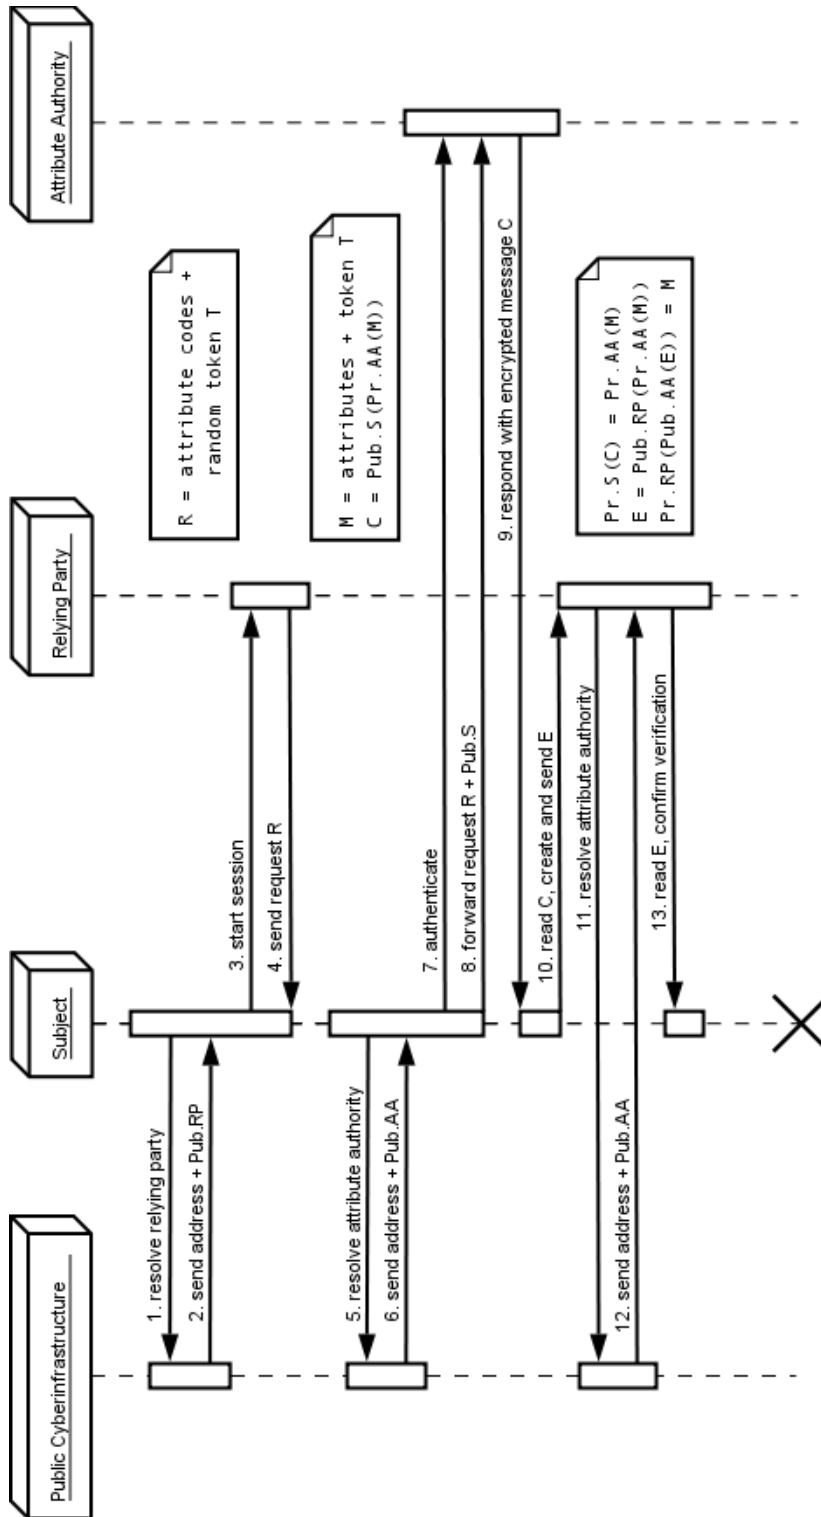 Public Cyberinfrastructure
Subject
Relying Party
Attribute Authority
1. resolve relying party
2. send address + Pub.RP
3. start session
4. send request R
R = attribute codes +
random token T
5. resolve attribute authority
6. send address + Pub.AA
M = attributes + token T
C = Pub.S(Pr.AA(M))
7. authenticate
8. forward request R + Pub.S
9. respond with encrypted message C
10. read C, create and send E
11. resolve attribute authority
12. send address + Pub.AA
13. read E, confirm verification
Pr.S(C) = Pr.AA(M)
E = Pub.RP(Pr.AA(M))
Pr.RP(Pub.AA(E)) = M